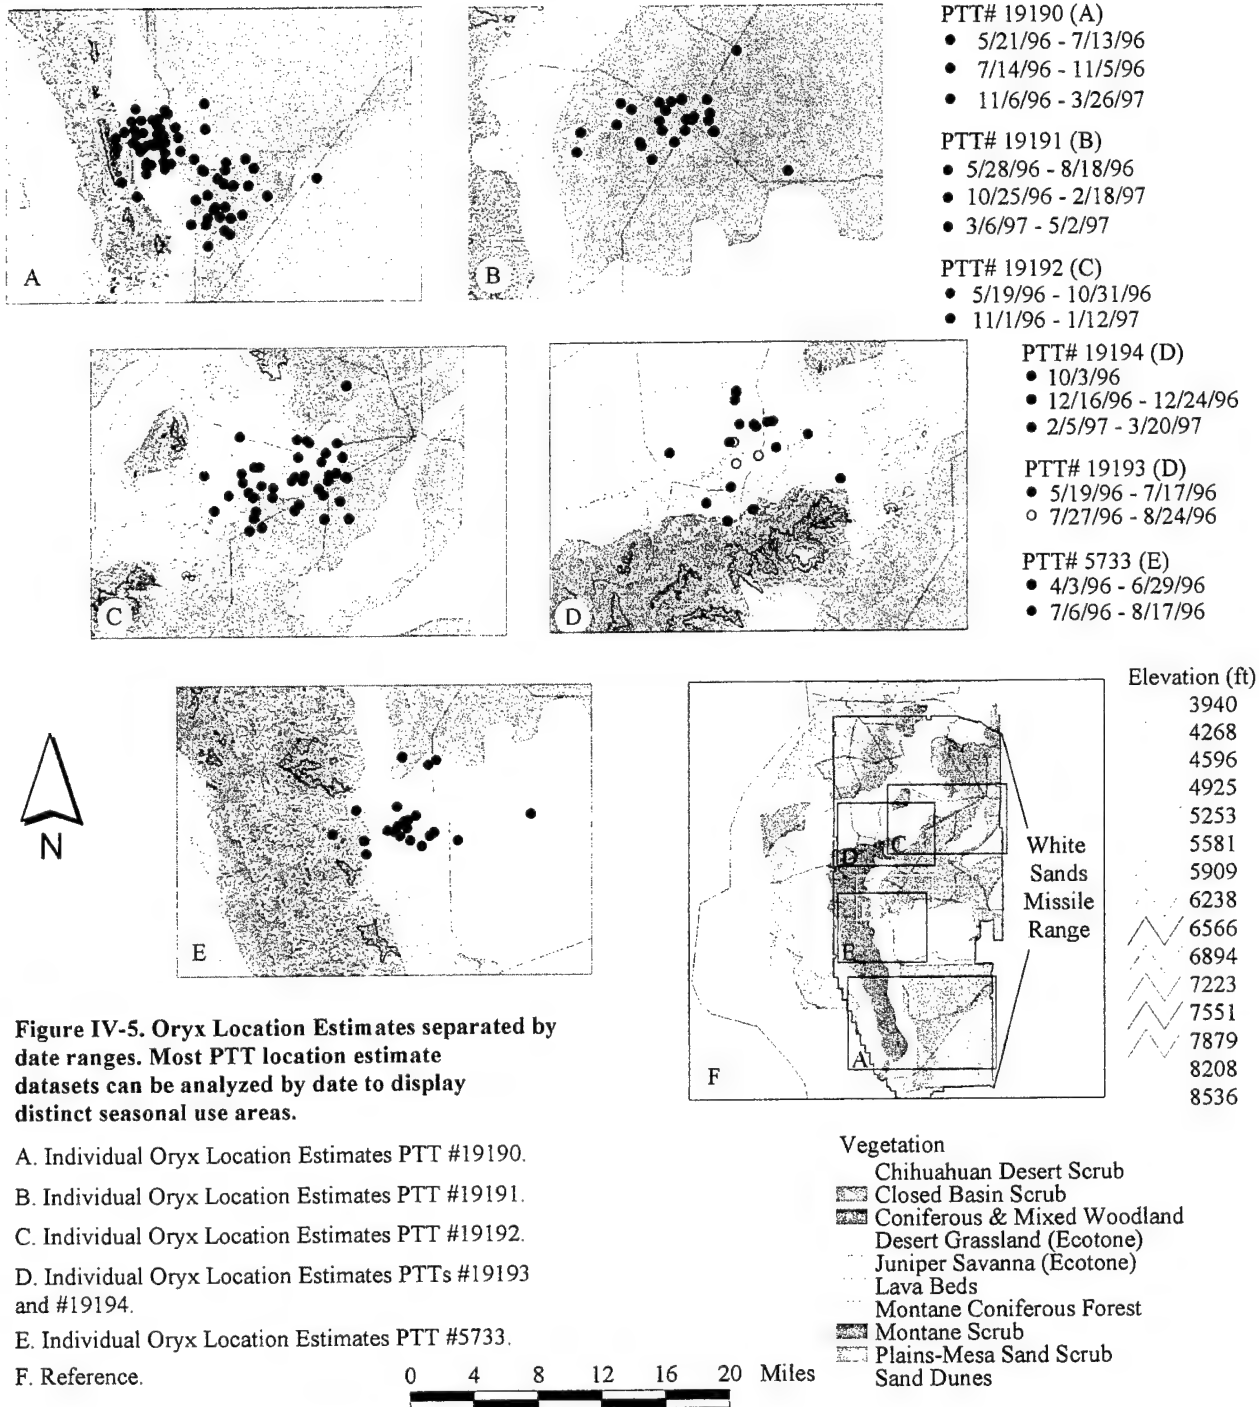 PTT# 19190 (A)
5/21/96 - 7/13/96
7/14/96 - 11/5/96
11/6/96 - 3/26/97
PTT# 19191 (B)
5/28/96 - 8/18/96
10/25/96 - 2/18/97
3/6/97 - 5/2/97
PTT# 19192 (C)
5/19/96 - 10/31/96
11/1/96 - 1/12/97
A
B
PTT# 19194 (D)
10/3/96
12/16/96 - 12/24/96
2/5/97 - 3/20/97
PTT# 19193 (D)
5/19/96 - 7/17/96
7/27/96 - 8/24/96
PTT# 5733 (E)
4/3/96 - 6/29/96
7/6/96 - 8/17/96
C
D
N
E
D
C
E
A
F
White
Sands
Missile
Range
Elevation (ft)
3940
4268
4596
4925
5253
5581
5909
6238
6566
6894
7223
7551
7879
8208
8536
Figure IV-5. Oryx Location Estimates separated by
date ranges. Most PTT location estimate
datasets can be analyzed by date to display
distinct seasonal use areas.
A. Individual Oryx Location Estimates PTT #19190.
B. Individual Oryx Location Estimates PTT #19191.
C. Individual Oryx Location Estimates PTT #19192.
D. Individual Oryx Location Estimates PTTs #19193
and #19194.
E. Individual Oryx Location Estimates PTT #5733.
F. Reference.
0 4 8 12 16 20 Miles
Vegetation
Chihuahuan Desert Scrub
Closed Basin Scrub
Coniferous & Mixed Woodland
Desert Grassland (Ecotone)
Juniper Savanna (Ecotone)
Lava Beds
Montane Coniferous Forest
Montane Scrub
Plains-Mesa Sand Scrub
Sand Dunes